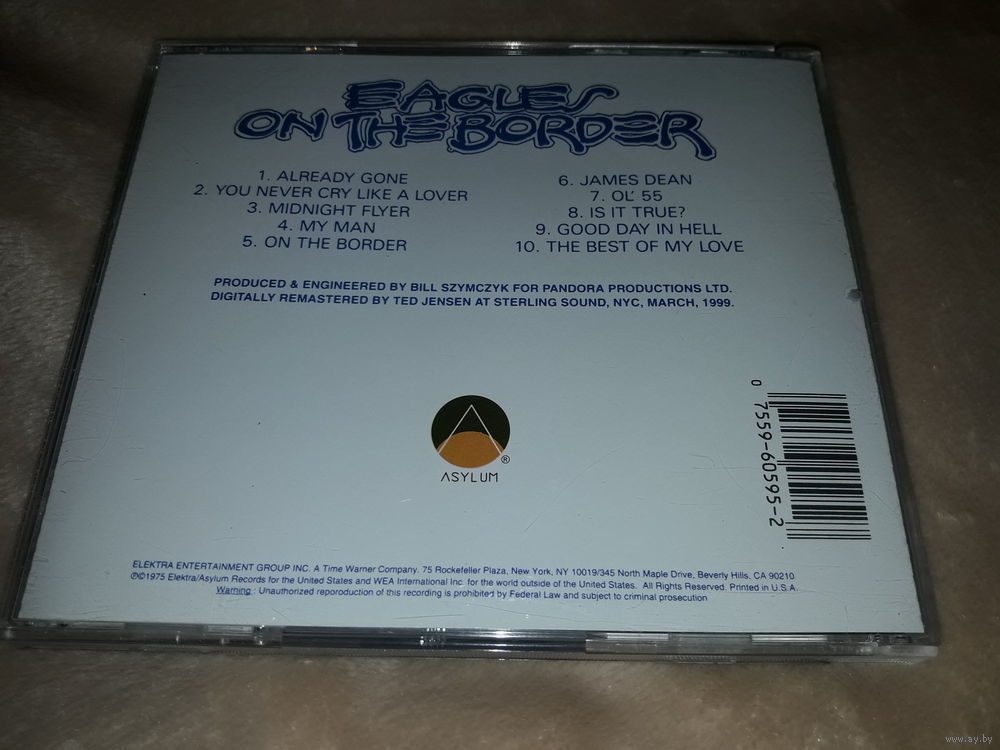 EAGLES
ON THE BORDER
1. ALREADY GONE
2. YOU NEVER CRY LIKE A LOVER
3. MIDNIGHT FLYER
4. MY MAN
5. ON THE BORDER
6. JAMES DEAN
7. OL' 55
8. IS IT TRUE?
9. GOOD DAY IN HELL
10. THE BEST OF MY LOVE
PRODUCED & ENGINEERED BY BILL SZYMCZYK FOR PANDORA PRODUCTIONS LTD.
DIGITALLY REMASTERED BY TED JENSEN AT STERLING SOUND, NYC, MARCH, 1999.
ASYLUM ®
0 7559-60595-2
ELEKTRA ENTERTAINMENT GROUP INC. A Time Warner Company. 75 Rockefeller Plaza, New York, NY 10019/345 North Maple Drive, Beverly Hills, CA 90210
℗©1975 Elektra/Asylum Records for the United States and WEA International Inc. for the world outside of the United States. All Rights Reserved. Printed in U.S.A.
Warning : Unauthorized reporoduction of this recording is prohibited by Federal Law and subject to criminal prosecution
www.ay.by